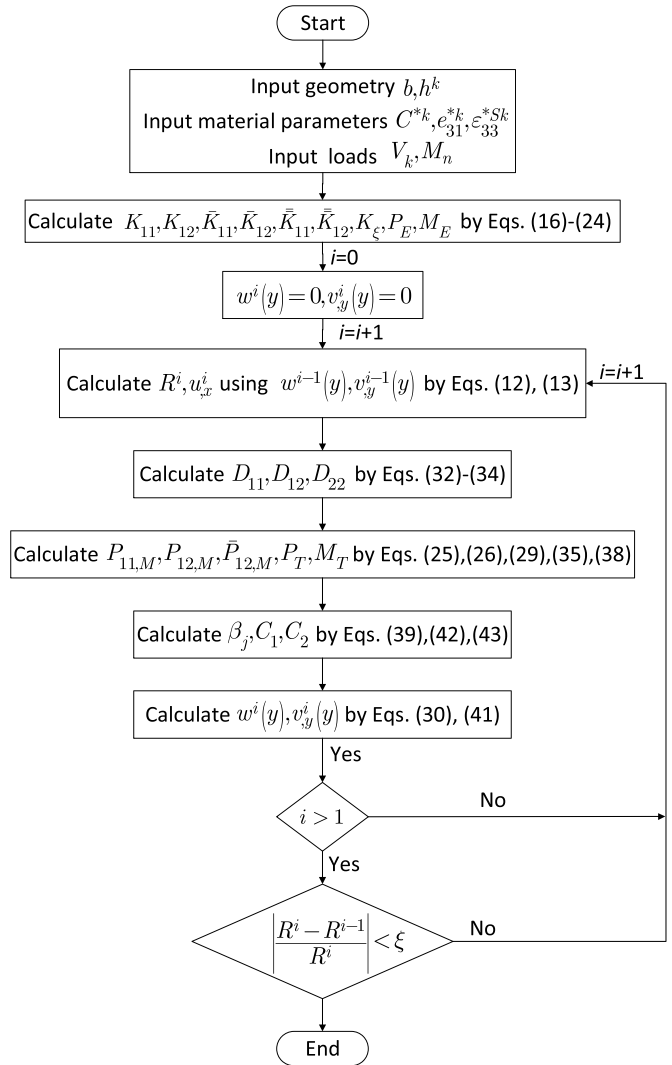 Start
Input geometry b,h^k
Input material parameters C^{*k},e_{31}^{*k},ε_{33}^{*Sk}
Input loads V_k,M_n
Calculate K_{11},K_{12},K̄_{11},K̄_{12},K̿_{11},K̿_{12},K_ξ,P_E,M_E by Eqs. (16)-(24)
i=0
w^i(y)=0,v_{,y}^i(y)=0
i=i+1
Calculate R^i,u_{,x}^i using w^{i−1}(y),v_{,y}^{i−1}(y) by Eqs. (12), (13)
i=i+1
Calculate D_{11},D_{12},D_{22} by Eqs. (32)-(34)
Calculate P_{11,M},P_{12,M},P̄_{12,M},P_T,M_T by Eqs. (25),(26),(29),(35),(38)
Calculate β_j,C_1,C_2 by Eqs. (39),(42),(43)
Calculate w^i(y),v_{,y}^i(y) by Eqs. (30), (41)
Yes
i > 1
No
Yes
|(R^i − R^{i−1})/R^i| < ξ
No
End